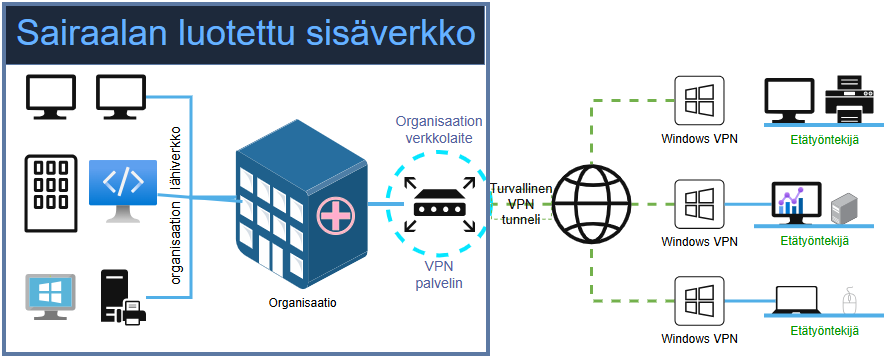 Sairaalan luotettu sisäverkko
organisaation lähiverkko
Organisaatio
Organisaation
verkkolaite
VPN
palvelin
Turvallinen
VPN
tunneli
Windows VPN
Etätyöntekijä
Windows VPN
Etätyöntekijä
Windows VPN
Etätyöntekijä